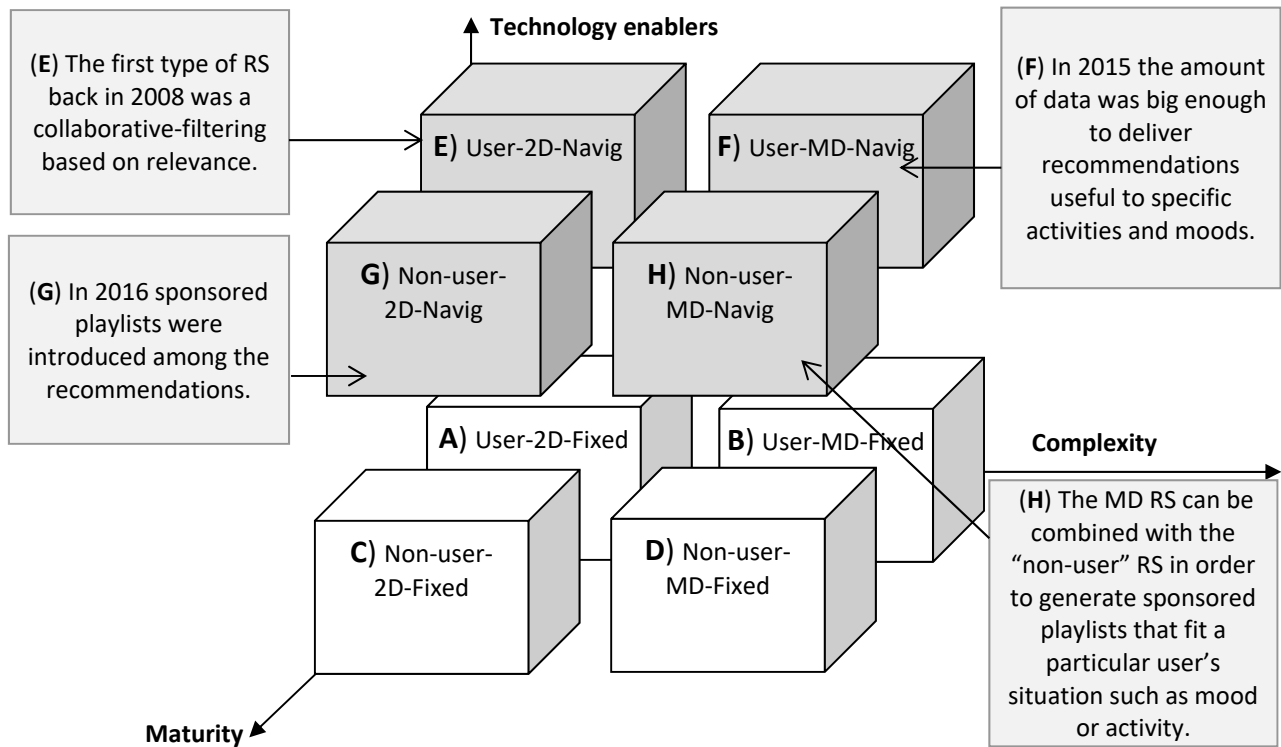 Technology enablers
(E) The first type of RS
back in 2008 was a
collaborative-filtering
based on relevance.
(F) In 2015 the amount
of data was big enough
to deliver
recommendations
useful to specific
activities and moods.
E) User-2D-Navig
F) User-MD-Navig
(G) In 2016 sponsored
playlists were
introduced among the
recommendations.
G) Non-user-
2D-Navig
H) Non-user-
MD-Navig
A) User-2D-Fixed
B) User-MD-Fixed
Complexity
C) Non-user-
2D-Fixed
D) Non-user-
MD-Fixed
(H) The MD RS can be
combined with the
“non-user” RS in order
to generate sponsored
playlists that fit a
particular user’s
situation such as mood
or activity.
Maturity